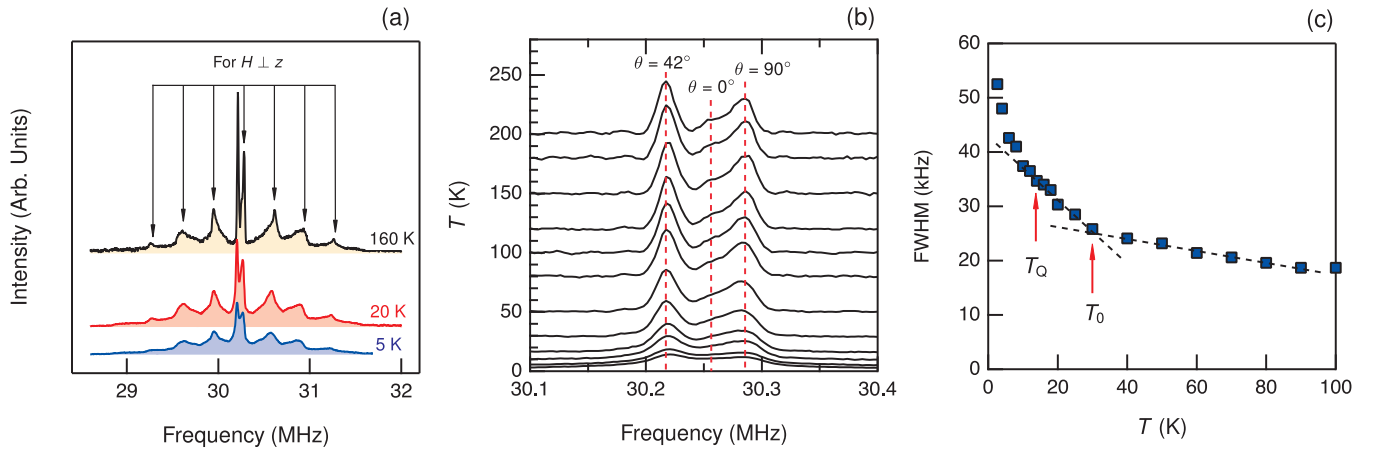 (a)
Intensity (Arb. Units)
For H ⊥ z
160 K
20 K
5 K
29 30 31 32
Frequency (MHz)
(b)
T (K)
250
200
150
100
50
0
θ = 42°
θ = 0°
θ = 90°
30.1 30.2 30.3 30.4
Frequency (MHz)
(c)
FWHM (kHz)
60
50
40
30
20
10
0
T_Q
T_0
0 20 40 60 80 100
T (K)